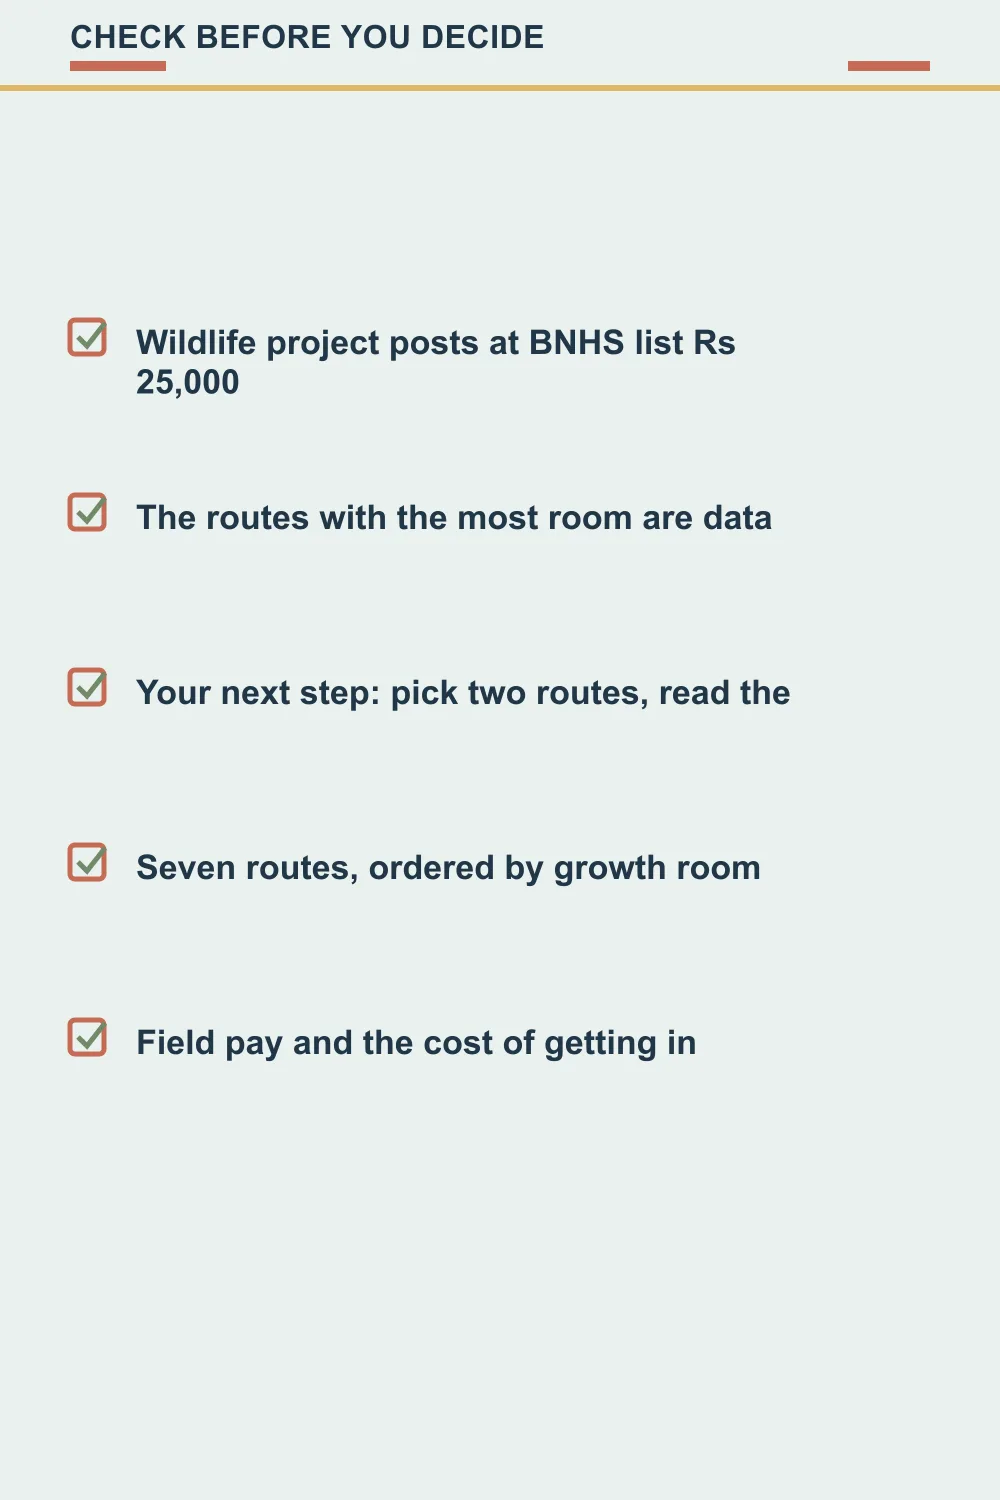 CHECK BEFORE YOU DECIDE
Wildlife project posts at BNHS list Rs
25,000
The routes with the most room are data
Your next step: pick two routes, read the
Seven routes, ordered by growth room
Field pay and the cost of getting in